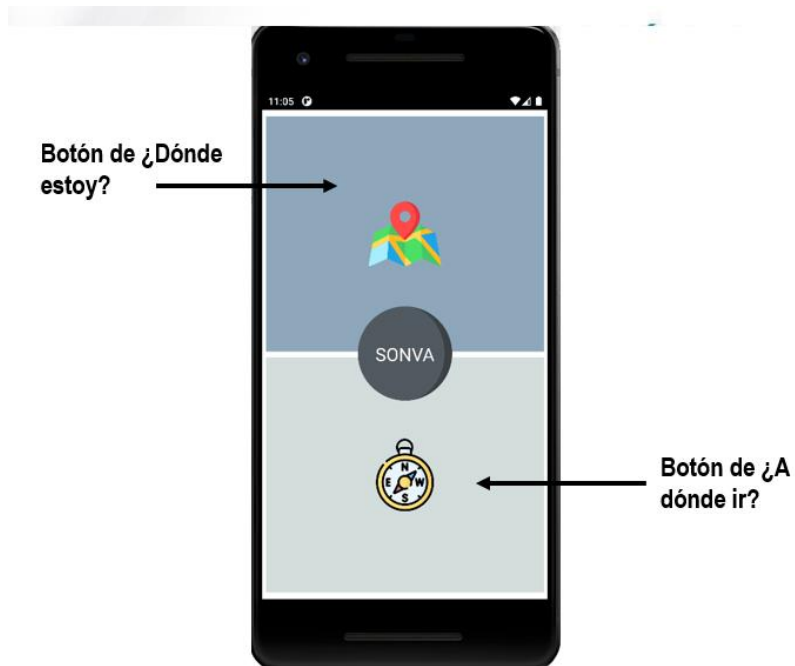 11:05
Botón de ¿Dónde
estoy?
SONVA
N
E W
S
Botón de ¿A
dónde ir?